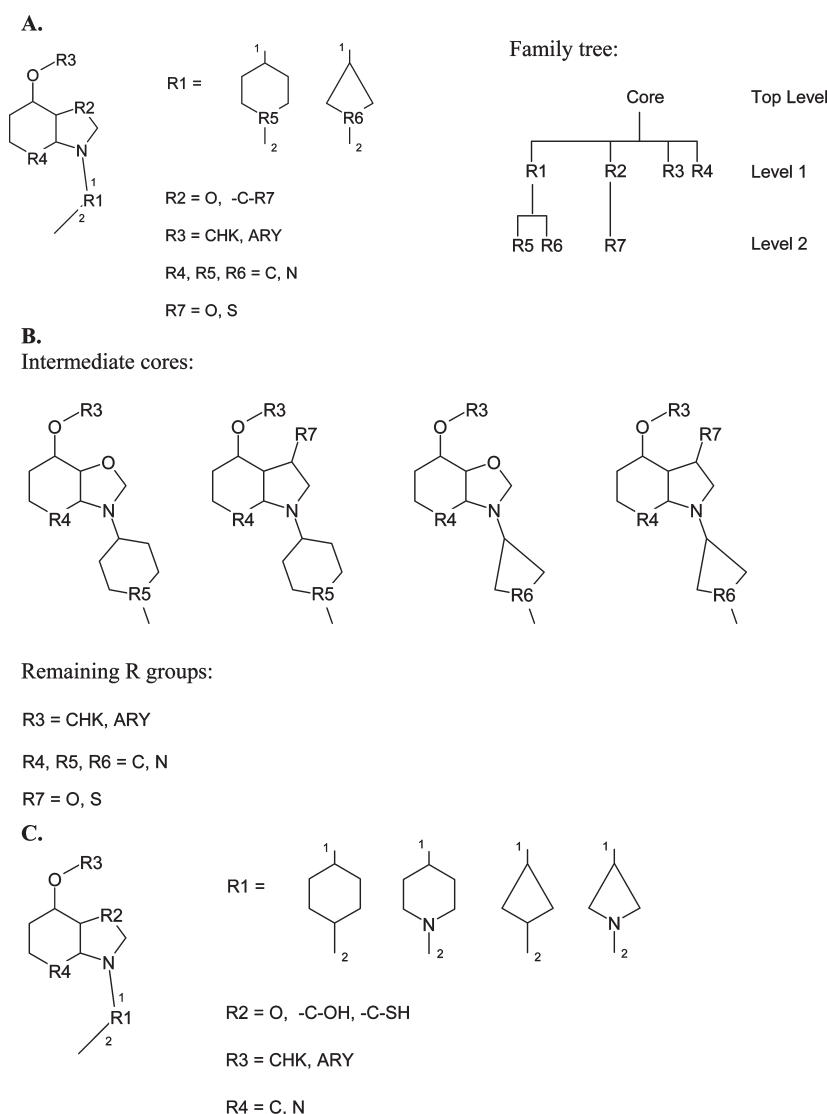 A.
Family tree:
R3
O
R2
R4
N
1
R1
2
R1 =
1
R5
2
1
R6
2
R2 = O, -C-R7
R3 = CHK, ARY
R4, R5, R6 = C, N
R7 = O, S
Core Top Level
R1 R2 R3 R4 Level 1
R5 R6 R7 Level 2
B.
Intermediate cores:
R3
O
O
R4
N
R5
R3
O
R7
R4
N
R5
R3
O
O
R4
N
R6
R3
O
R7
R4
N
R6
Remaining R groups:
R3 = CHK, ARY
R4, R5, R6 = C, N
R7 = O, S
C.
R3
O
R2
R4
N
1
R1
2
R1 =
1
2
1
N
2
1
2
1
N
2
R2 = O, -C-OH, -C-SH
R3 = CHK, ARY
R4 = C, N